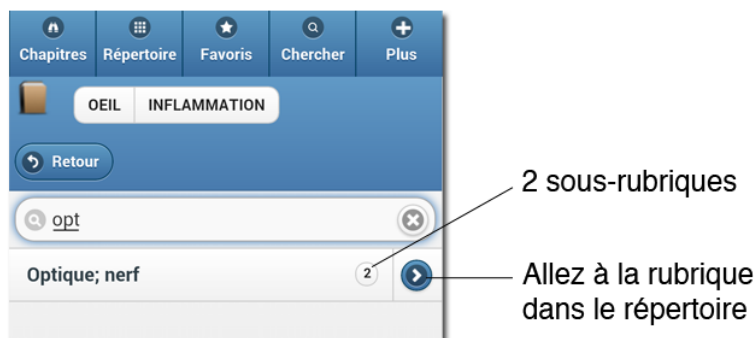 Chapitres Répertoire Favoris Chercher Plus
OEIL INFLAMMATION
Retour
2 sous-rubriques
opt
Optique; nerf 2
Allez à la rubrique
dans le répertoire